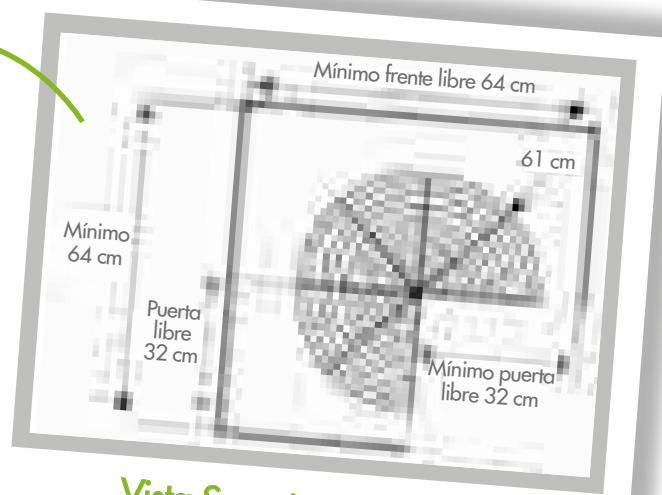 Mínimo frente libre 64 cm
61 cm
Mínimo
64 cm
Puerta
libre
32 cm
Mínimo puerta
libre 32 cm
Vista